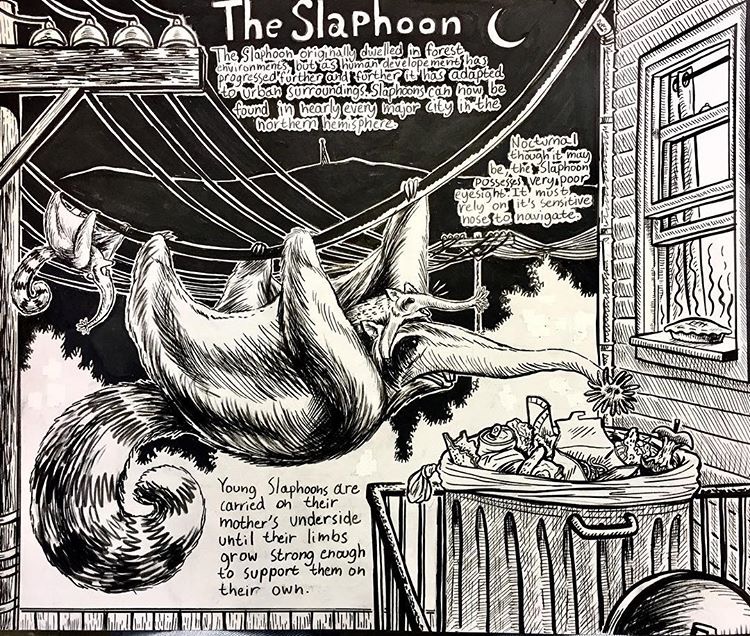 The Slaphoon
The Slaphoon originally dwelled in forest
environments, but as human developement has
progressed further and further it has adapted
to urban surroundings. Slaphoons can now be
found in nearly every major city in the
northern hemisphere.
Nocturnal
though it may
be, the Slaphoon
possesses very poor
eyesight. It must
rely on it's sensitive
nose to navigate.
Young Slaphoons are
carried on their
mother's underside
until their limbs
grow strong enough
to support them on
their own.